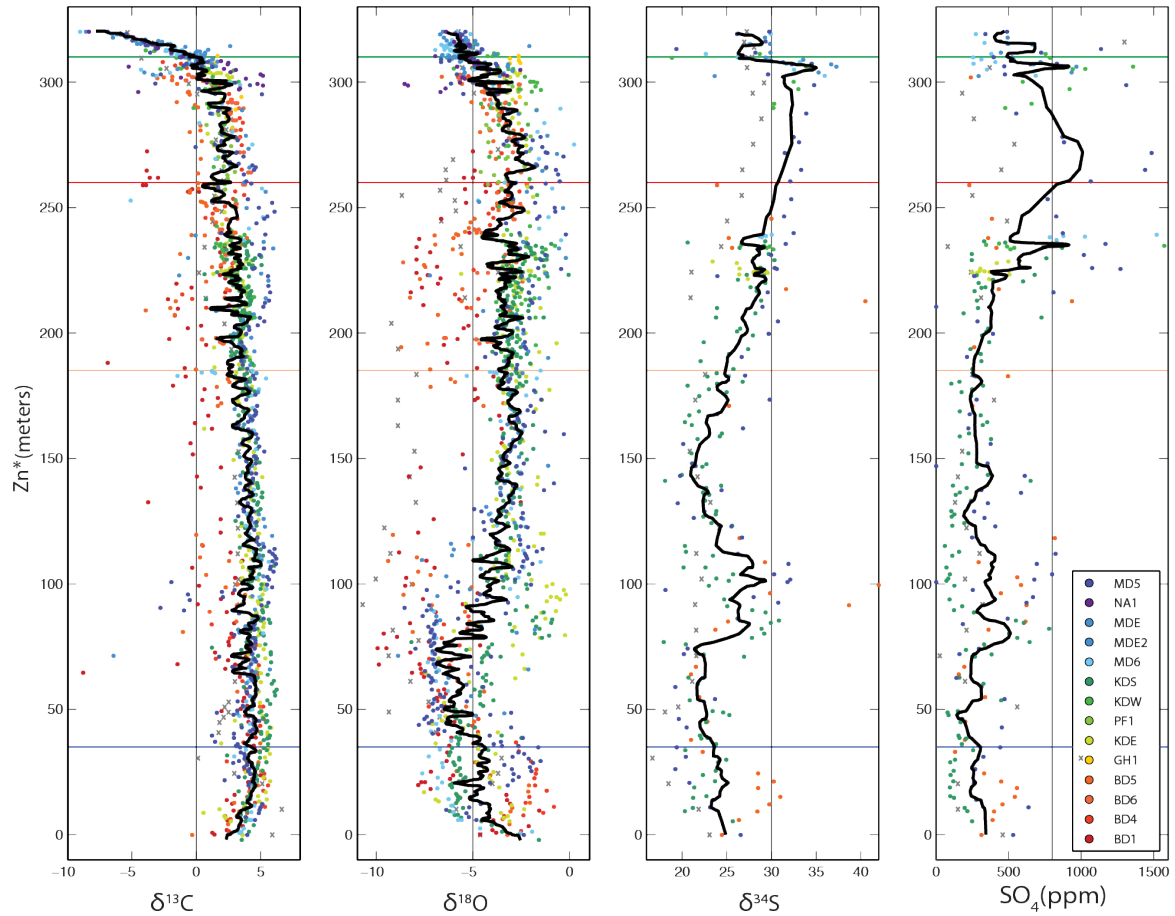 Zn*(meters)
300
250
200
150
100
50
0
−10 −5 0 5
δ¹³C
−10 −5 0
δ¹⁸O
20 25 30 35 40
δ³⁴S
0 500 1000 1500
SO₄(ppm)
MD5
NA1
MDE
MDE2
MD6
KDS
KDW
PF1
KDE
GH1
BD5
BD6
BD4
BD1